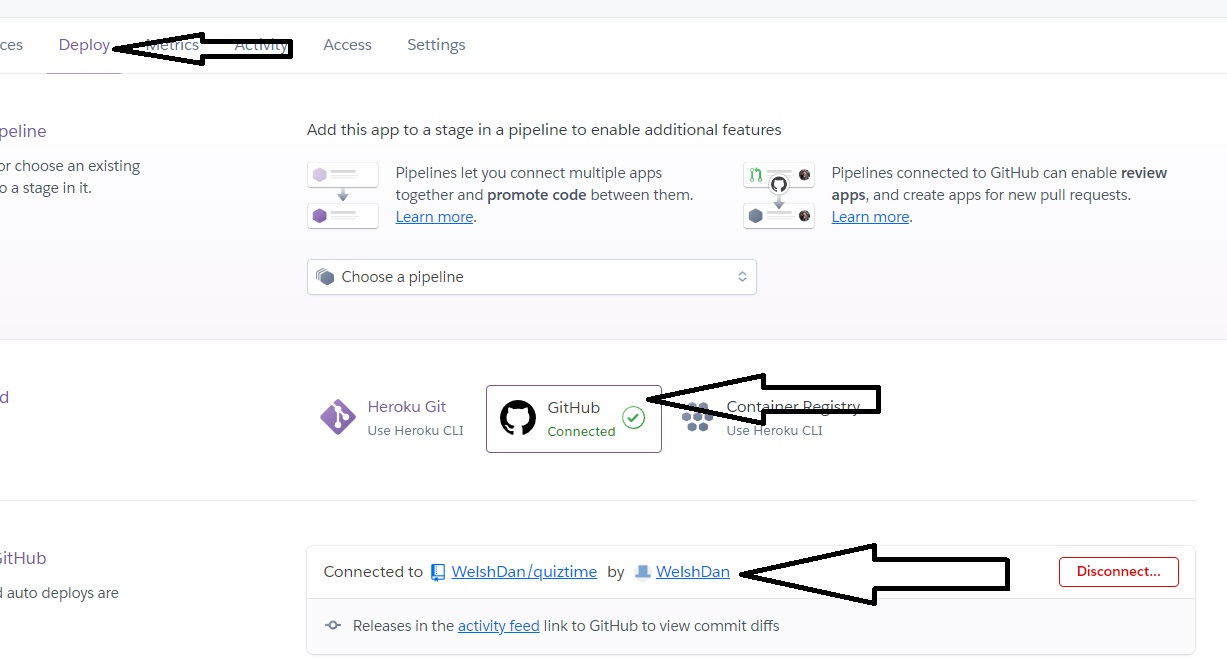 ces Deploy Metrics Activity Access Settings
peline
Add this app to a stage in a pipeline to enable additional features
or choose an existing
o a stage in it.
Pipelines let you connect multiple apps
together and promote code between them.
Learn more.
Pipelines connected to GitHub can enable review
apps, and create apps for new pull requests.
Learn more.
Choose a pipeline
d
Heroku Git
Use Heroku CLI
GitHub
Connected
Container Registry
Use Heroku CLI
GitHub
d auto deploys are
Connected to WelshDan/quiztime by WelshDan
Disconnect...
Releases in the activity feed link to GitHub to view commit diffs